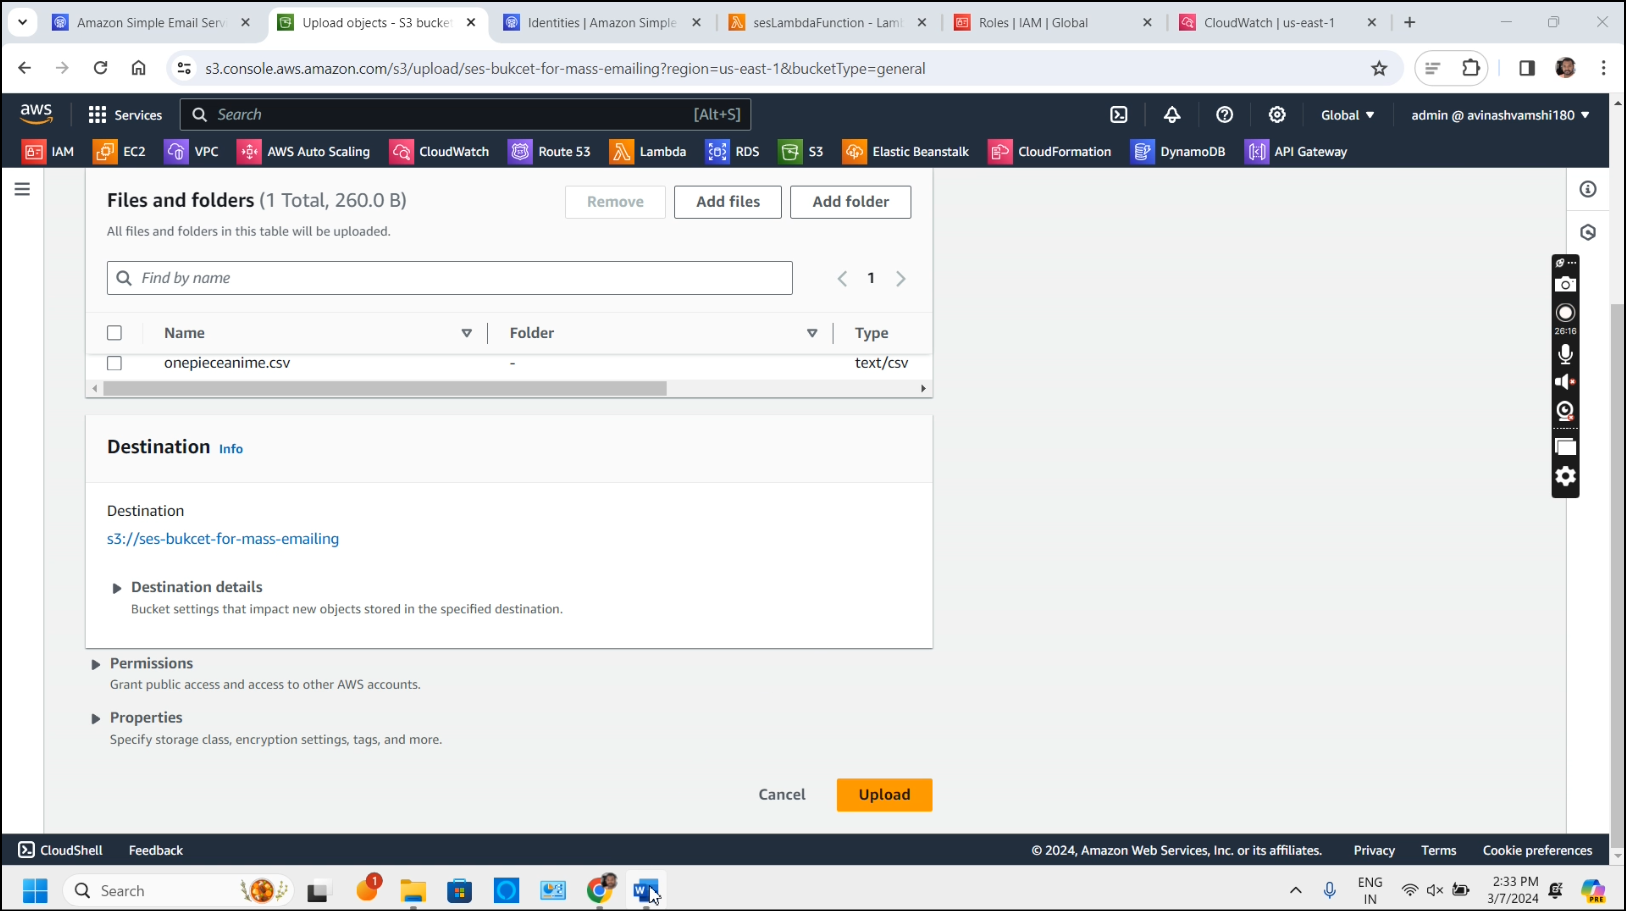 Amazon Simple Email Serv
Upload objects - S3 bucket
Identities | Amazon Simple
sesLambdaFunction - Lam
Roles | IAM | Global
CloudWatch | us-east-1
s3.console.aws.amazon.com/s3/upload/ses-bukcet-for-mass-emailing?region=us-east-1&bucketType=general
aws
Services
Search
[Alt+S]
Global
admin @ avinashvamshi180
IAM
EC2
VPC
AWS Auto Scaling
CloudWatch
Route 53
Lambda
RDS
S3
Elastic Beanstalk
CloudFormation
DynamoDB
API Gateway
Files and folders (1 Total, 260.0 B)
Remove
Add files
Add folder
All files and folders in this table will be uploaded.
Find by name
1
Name
Folder
Type
onepieceanime.csv
-
text/csv
26:16
Destination Info
Destination
s3://ses-bukcet-for-mass-emailing
Destination details
Bucket settings that impact new objects stored in the specified destination.
Permissions
Grant public access and access to other AWS accounts.
Properties
Specify storage class, encryption settings, tags, and more.
Cancel
Upload
CloudShell
Feedback
© 2024, Amazon Web Services, Inc. or its affiliates.
Privacy
Terms
Cookie preferences
Search
1
W
ENG
IN
2:33 PM
3/7/2024
PRE